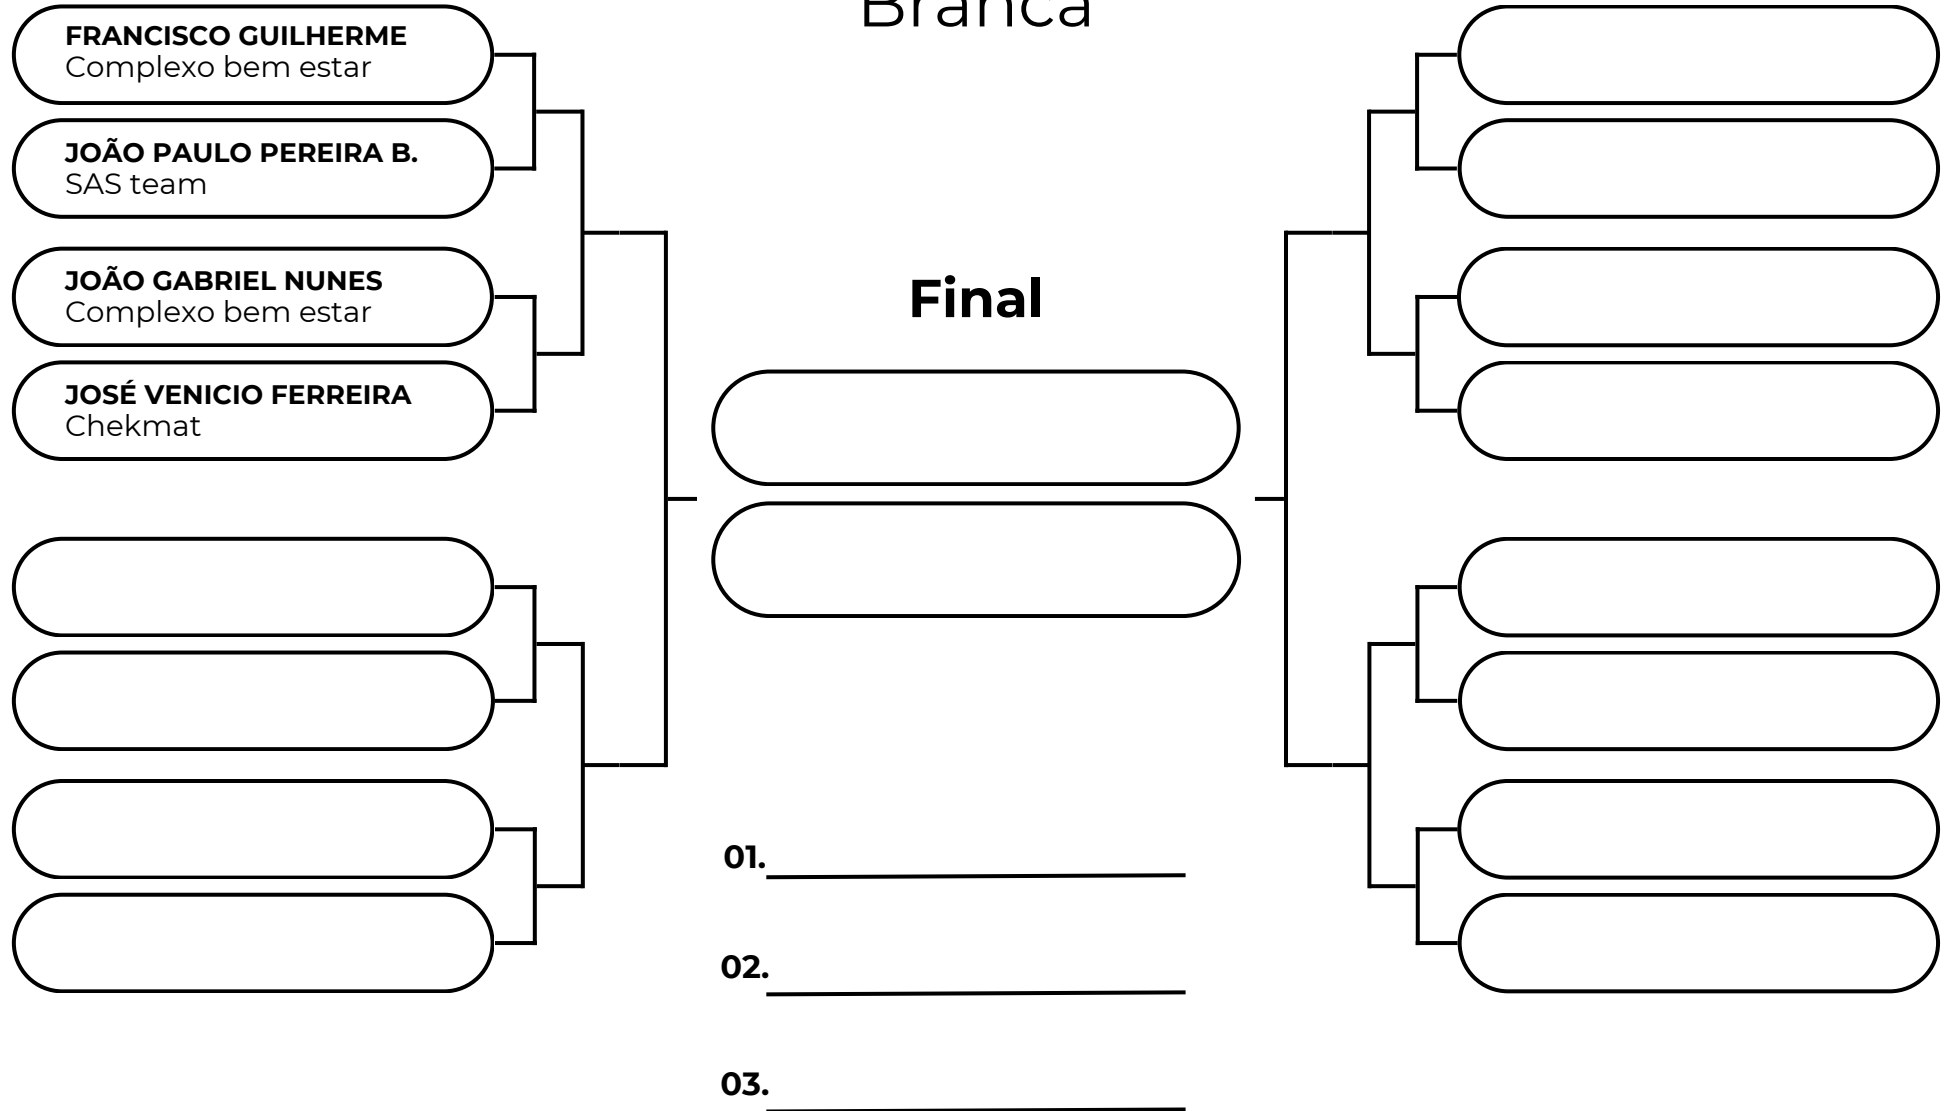 Branca
FRANCISCO GUILHERME
Complexo bem estar
JOÃO PAULO PEREIRA B.
SAS team
JOÃO GABRIEL NUNES
Complexo bem estar
JOSÉ VENICIO FERREIRA
Chekmat
Final
01.
02.
03.